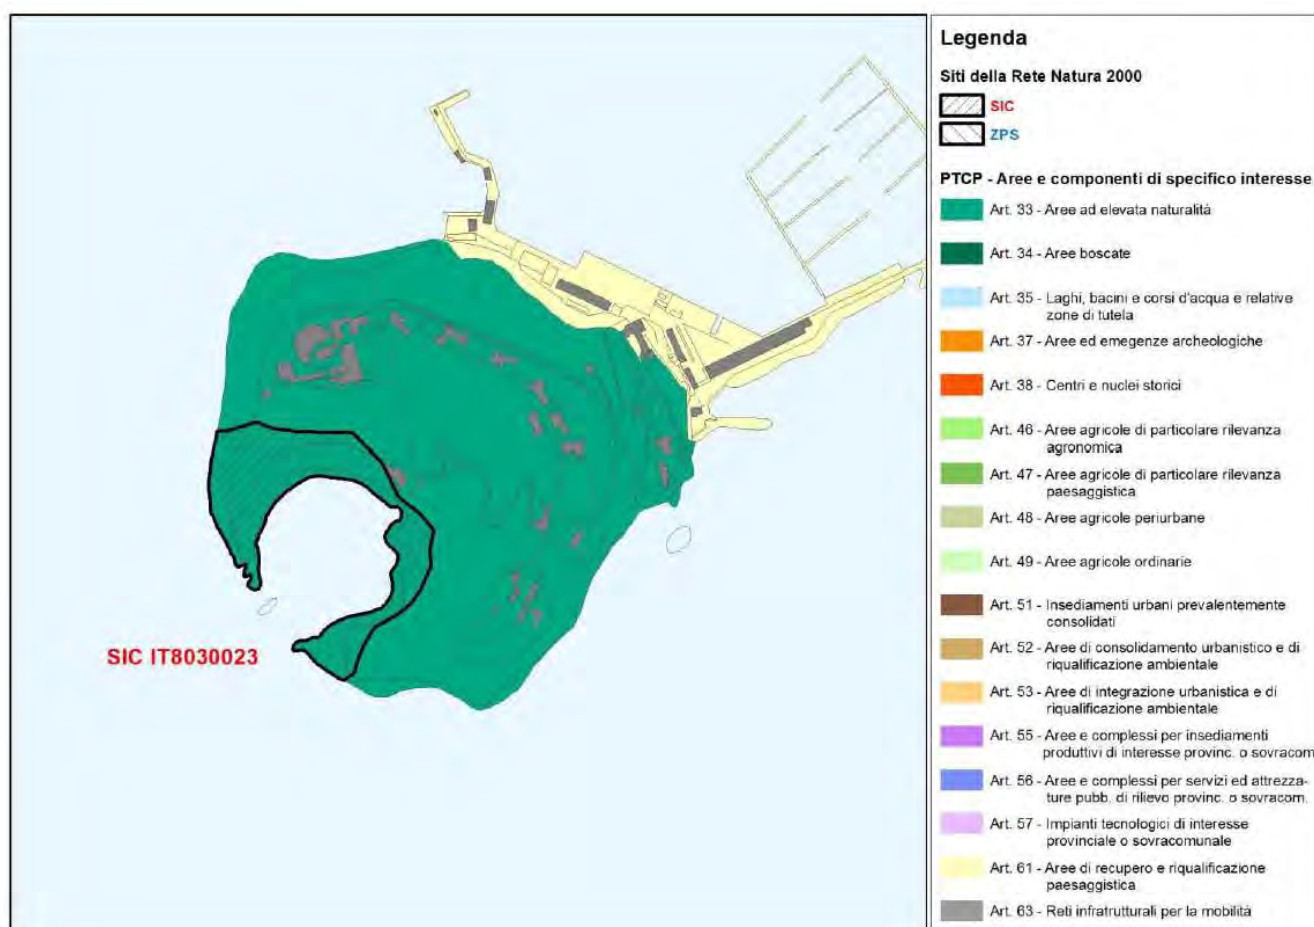 Legenda
Siti della Rete Natura 2000
SIC
ZPS
PTCP - Aree e componenti di specifico interesse
Art. 33 - Aree ad elevata naturalità
Art. 34 - Aree boscate
Art. 35 - Laghi, bacini e corsi d'acqua e relative
zone di tutela
Art. 37 - Aree ed emegenze archeologiche
Art. 38 - Centri e nuclei storici
Art. 46 - Aree agricole di particolare rilevanza
agronomica
Art. 47 - Aree agricole di particolare rilevanza
paesaggistica
Art. 48 - Aree agricole periurbane
Art. 49 - Aree agricole ordinarie
Art. 51 - Insediamenti urbani prevalentemente
consolidati
Art. 52 - Aree di consolidamento urbanistico e di
riqualificazione ambientale
Art. 53 - Aree di integrazione urbanistica e di
riqualificazione ambientale
Art. 55 - Aree e complessi per insediamenti
produttivi di interesse provinc. o sovracom
Art. 56 - Aree e complessi per servizi ed attrezza-
ture pubb. di rilievo provinc. o sovracom.
Art. 57 - Impianti tecnologici di interesse
provinciale o sovracomunale
Art. 61 - Aree di recupero e riqualificazione
paesaggistica
Art. 63 - Reti infratrutturali per la mobilità
SIC IT8030023